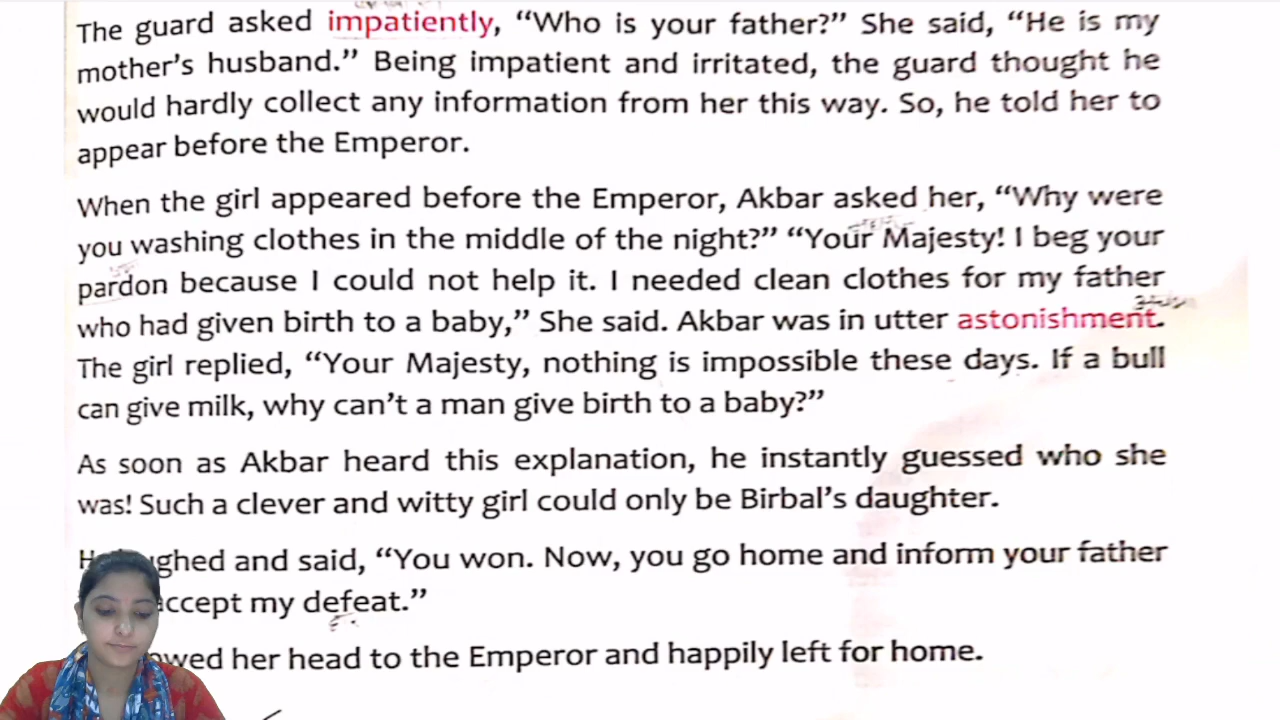 The guard asked impatiently, “Who is your father?” She said, “He is my
mother’s husband.” Being impatient and irritated, the guard thought he
would hardly collect any information from her this way. So, he told her to
appear before the Emperor.
When the girl appeared before the Emperor, Akbar asked her, “Why were
you washing clothes in the middle of the night?” “Your Majesty! I beg your
pardon because I could not help it. I needed clean clothes for my father
who had given birth to a baby,” She said. Akbar was in utter astonishment.
The girl replied, “Your Majesty, nothing is impossible these days. If a bull
can give milk, why can’t a man give birth to a baby?”
As soon as Akbar heard this explanation, he instantly guessed who she
was! Such a clever and witty girl could only be Birbal’s daughter.
and said, “You won. Now, you go home and inform your father
accept my defeat.”
her head to the Emperor and happily left for home.